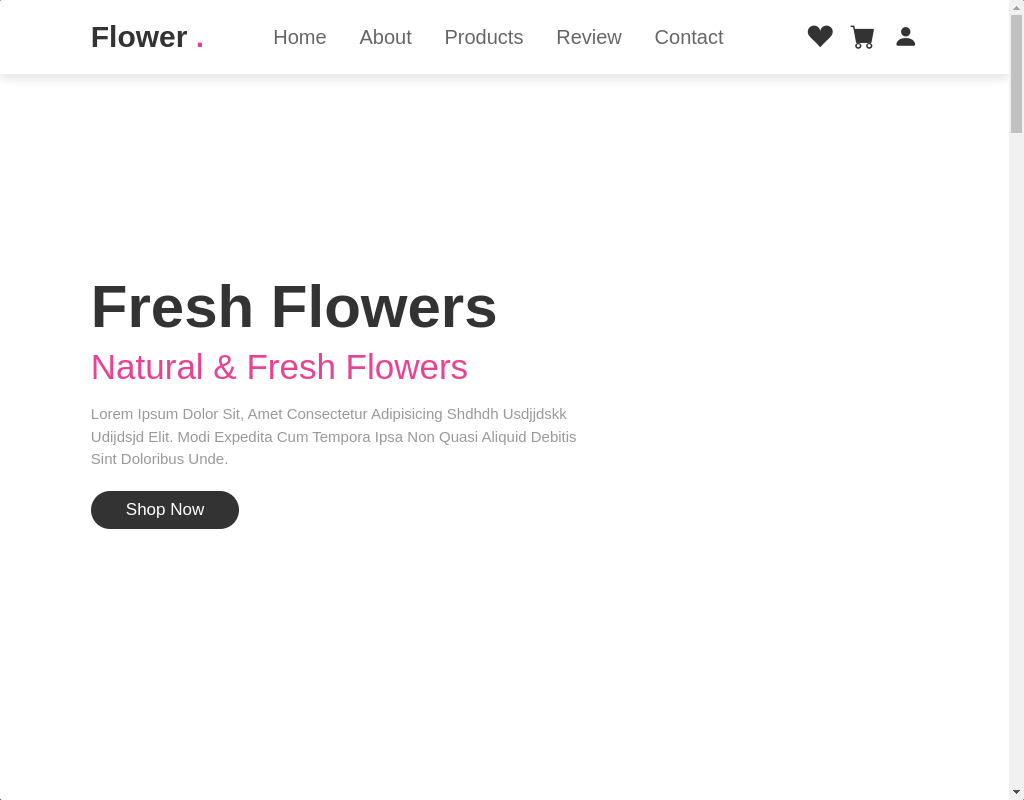 Flower .
Home About Products Review Contact
Fresh Flowers
Natural & Fresh Flowers
Lorem Ipsum Dolor Sit, Amet Consectetur Adipisicing Shdhdh Usdjjdskk
Udijdsjd Elit. Modi Expedita Cum Tempora Ipsa Non Quasi Aliquid Debitis
Sint Doloribus Unde.
Shop Now